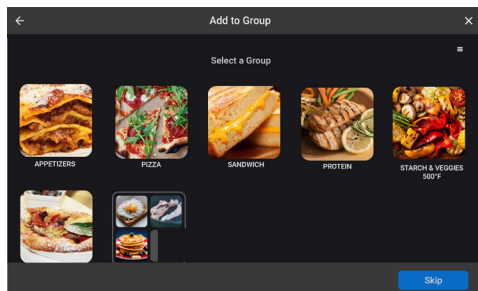 Add to Group
Select a Group
APPETIZERS
PIZZA
SANDWICH
PROTEIN
STARCH & VEGGIES
500°F
Skip